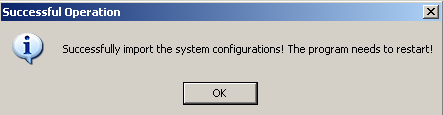 Successful Operation
Successfully import the system configurations! The program needs to restart!
OK